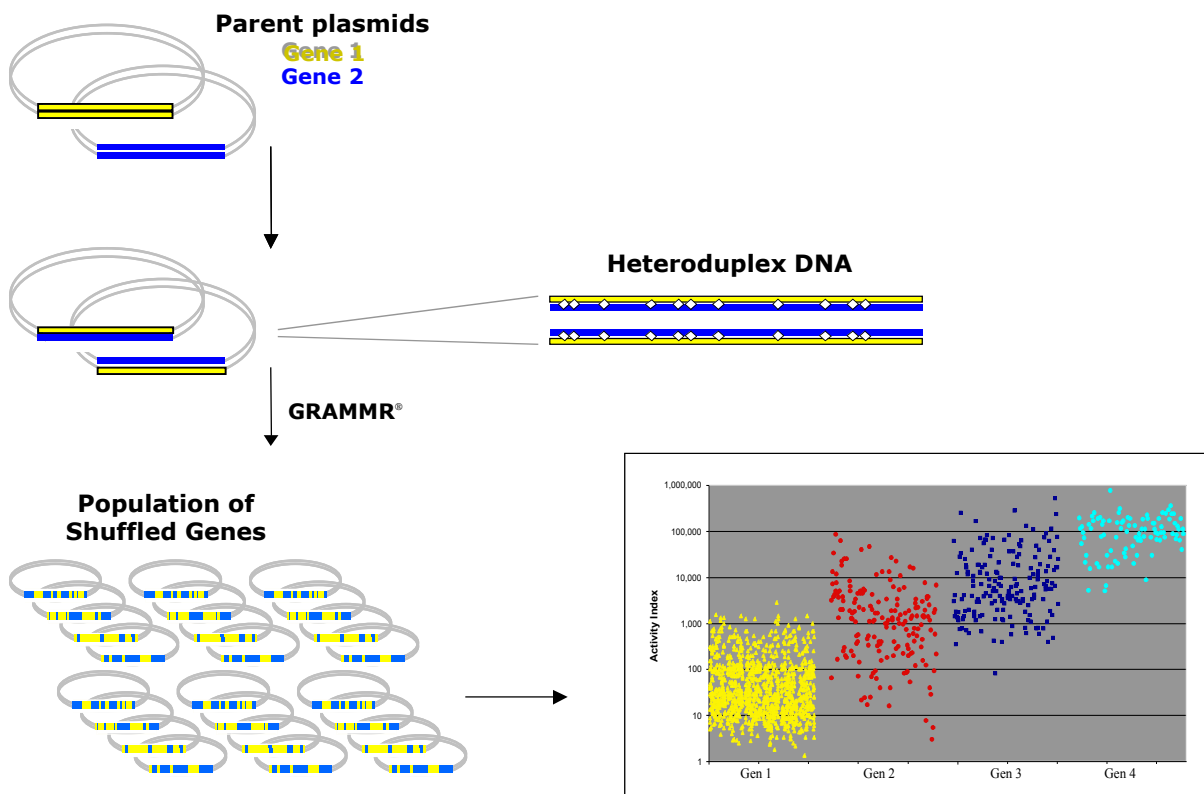 Parent plasmids
Gene 1
Gene 2
Heteroduplex DNA
GRAMMR®
Population of
Shuffled Genes
Activity Index
1,000,000
100,000
10,000
1,000
100
10
1
Gen 1
Gen 2
Gen 3
Gen 4